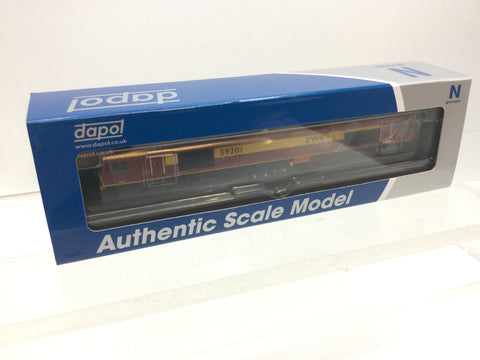 dapol
N
dapol
www.dapol.co.uk
dapol.co.uk
59201
EWS
N
Authentic Scale Model